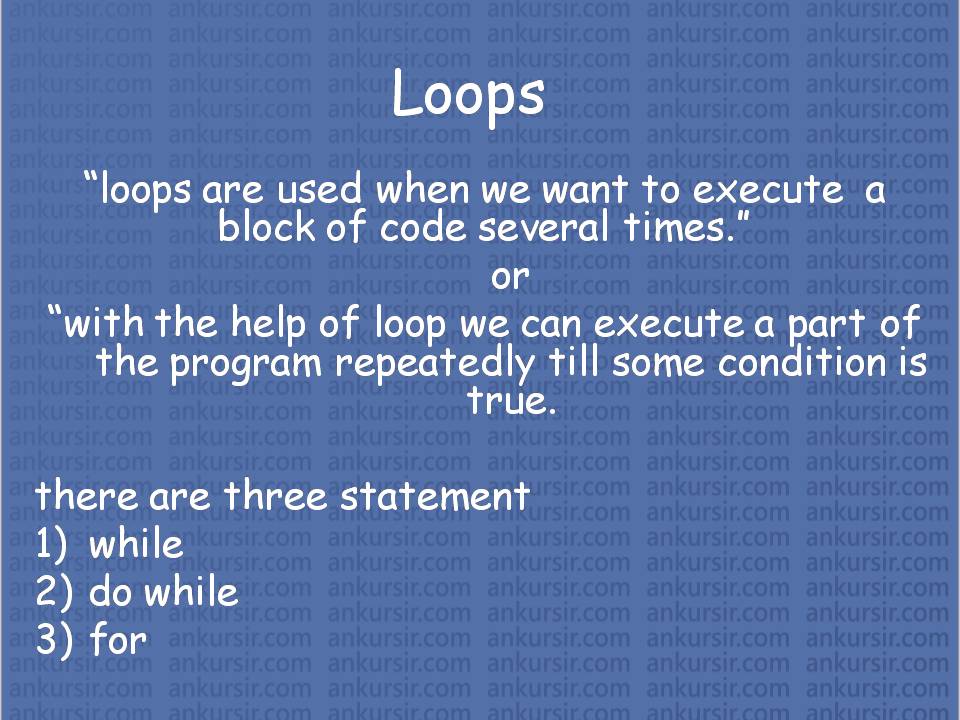 Loops
“loops are used when we want to execute a
block of code several times.”
or
“with the help of loop we can execute a part of
the program repeatedly till some condition is
true.
there are three statement
1) while
2) do while
3) for
ankursir.com